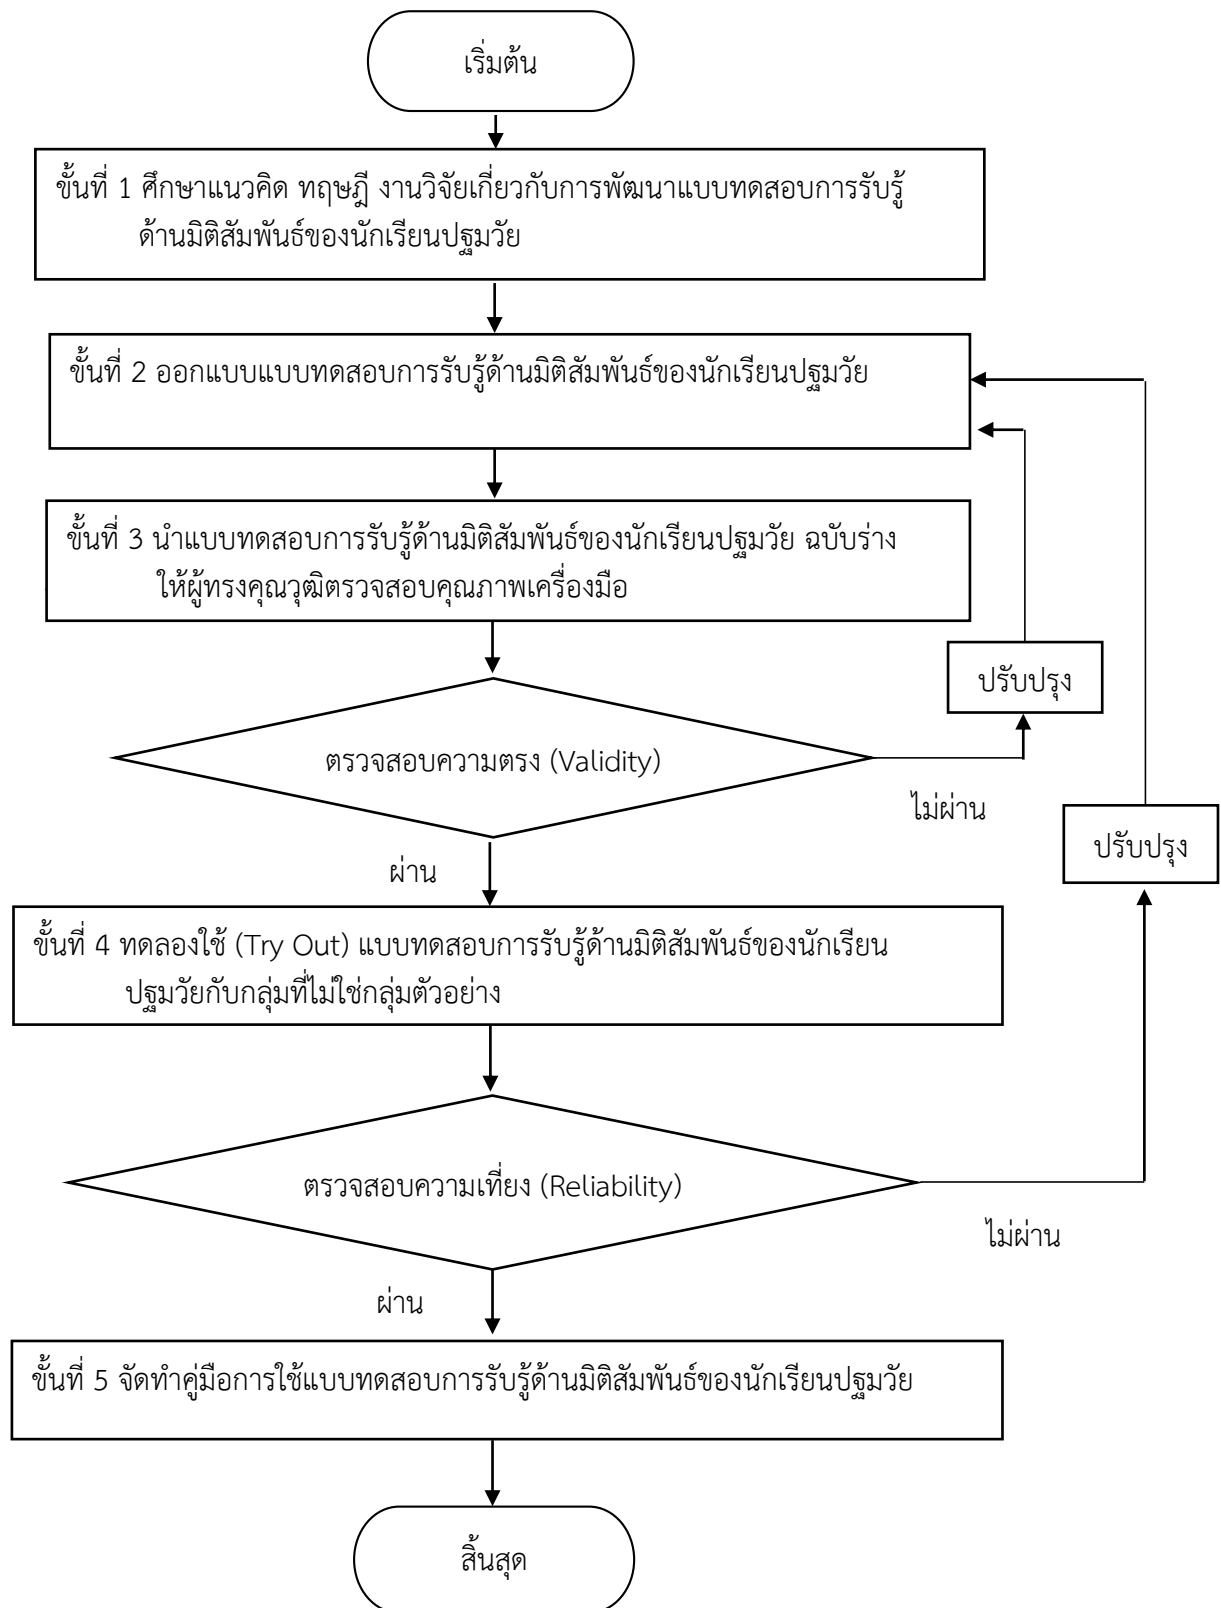 เริ่มต้น
ขั้นที่ 1 ศึกษาแนวคิด ทฤษฎี งานวิจัยเกี่ยวกับการพัฒนาแบบทดสอบการรับรู้
ด้านมิติสัมพันธ์ของนักเรียนปฐมวัย
ขั้นที่ 2 ออกแบบแบบทดสอบการรับรู้ด้านมิติสัมพันธ์ของนักเรียนปฐมวัย
ขั้นที่ 3 นำแบบทดสอบการรับรู้ด้านมิติสัมพันธ์ของนักเรียนปฐมวัย ฉบับร่าง
ให้ผู้ทรงคุณวุฒิตรวจสอบคุณภาพเครื่องมือ
ปรับปรุง
ตรวจสอบความตรง (Validity)
ไม่ผ่าน
ปรับปรุง
ผ่าน
ขั้นที่ 4 ทดลองใช้ (Try Out) แบบทดสอบการรับรู้ด้านมิติสัมพันธ์ของนักเรียน
ปฐมวัยกับกลุ่มที่ไม่ใช่กลุ่มตัวอย่าง
ตรวจสอบความเที่ยง (Reliability)
ไม่ผ่าน
ผ่าน
ขั้นที่ 5 จัดทำคู่มือการใช้แบบทดสอบการรับรู้ด้านมิติสัมพันธ์ของนักเรียนปฐมวัย
สิ้นสุด